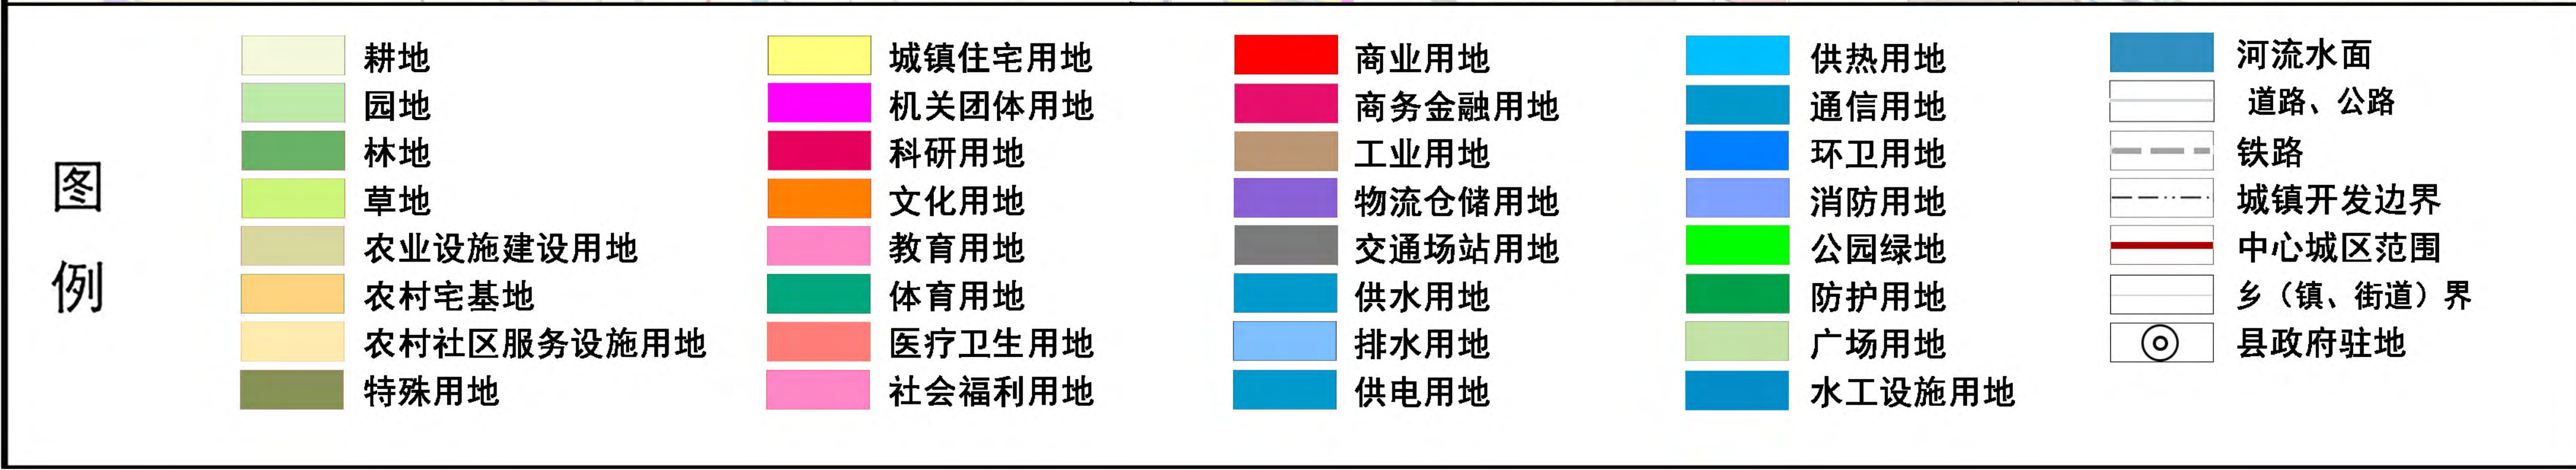 图例
耕地
园地
林地
草地
农业设施建设用地
农村宅基地
农村社区服务设施用地
特殊用地
城镇住宅用地
机关团体用地
科研用地
文化用地
教育用地
体育用地
医疗卫生用地
社会福利用地
商业用地
商务金融用地
工业用地
物流仓储用地
交通场站用地
供水用地
排水用地
供电用地
供热用地
通信用地
环卫用地
消防用地
公园绿地
防护用地
广场用地
水工设施用地
河流水面
道路、公路
铁路
城镇开发边界
中心城区范围
乡（镇、街道）界
县政府驻地